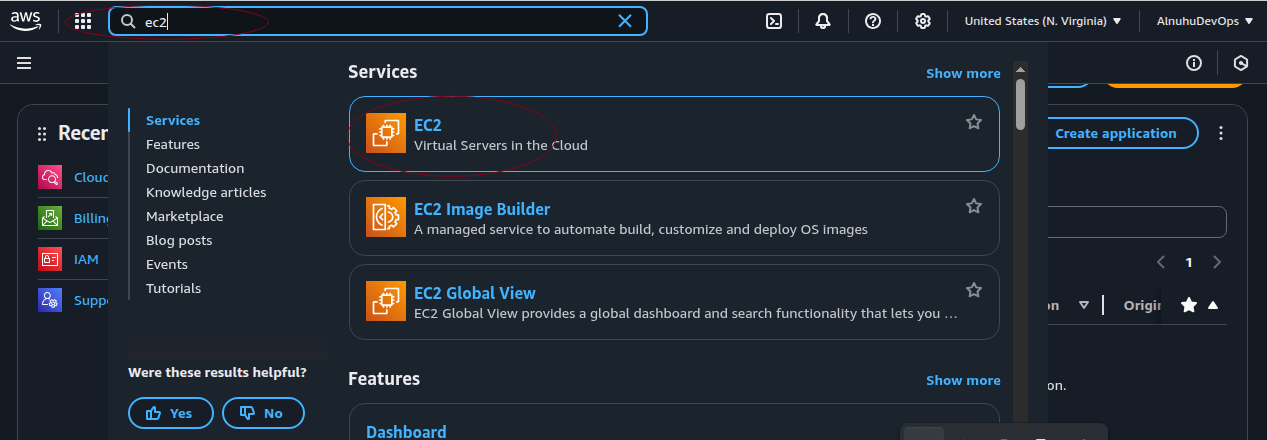 aws
ec2
United States (N. Virginia)
AlnuhuDevOps
Services
Show more
Recen
Cloud
Billing
IAM
Suppo
Services
Features
Documentation
Knowledge articles
Marketplace
Blog posts
Events
Tutorials
EC2
Virtual Servers in the Cloud
EC2 Image Builder
A managed service to automate build, customize and deploy OS images
EC2 Global View
EC2 Global View provides a global dashboard and search functionality that lets you …
Were these results helpful?
Yes
No
Features
Show more
Dashboard
Create application
1
on
Origin
on.